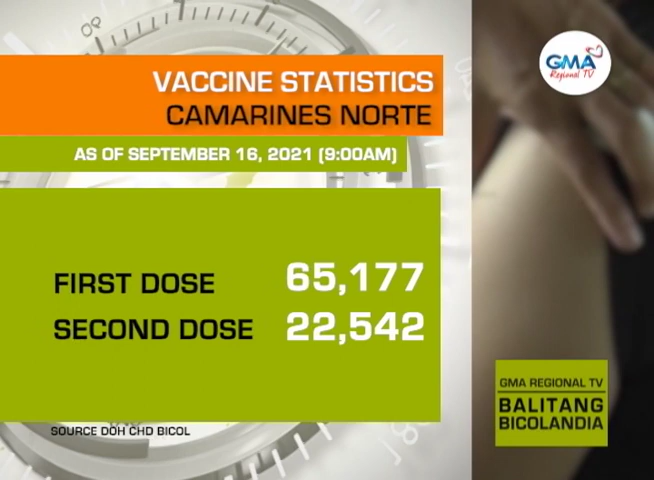 VACCINE STATISTICS
CAMARINES NORTE
AS OF SEPTEMBER 16, 2021 (9:00AM)
FIRST DOSE 65,177
SECOND DOSE 22,542
SOURCE DOH CHD BICOL
GMA
Regional TV
GMA REGIONAL TV
BALITANG
BICOLANDIA